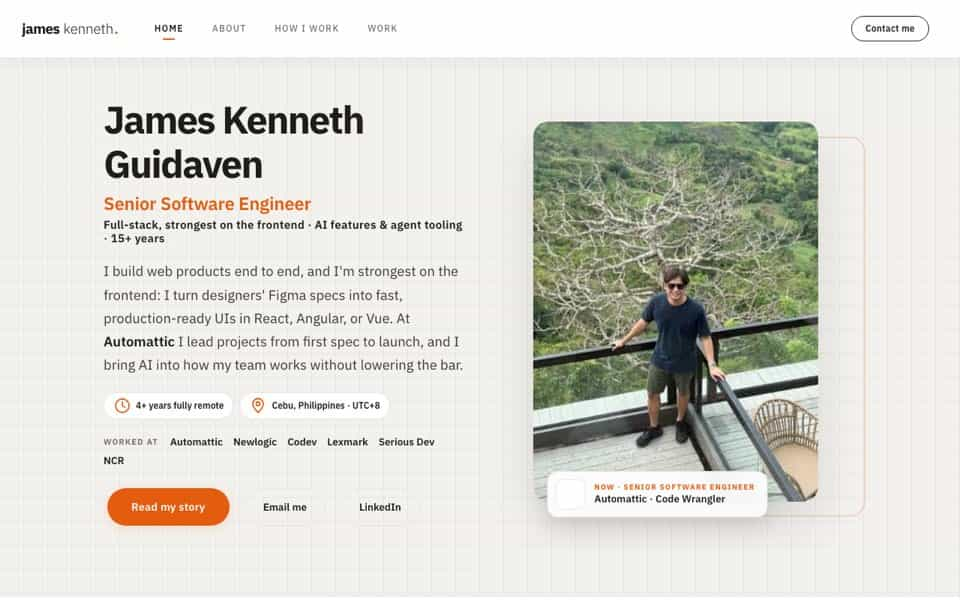 james kenneth.
HOME
ABOUT
HOW I WORK
WORK
Contact me
James Kenneth
Guidaven
Senior Software Engineer
Full-stack, strongest on the frontend · AI features & agent tooling
· 15+ years
I build web products end to end, and I'm strongest on the
frontend: I turn designers' Figma specs into fast,
production-ready UIs in React, Angular, or Vue. At
Automattic I lead projects from first spec to launch, and I
bring AI into how my team works without lowering the bar.
4+ years fully remote
Cebu, Philippines · UTC+8
WORKED AT Automattic Newlogic Codev Lexmark Serious Dev
NCR
Read my story
Email me
LinkedIn
NOW · SENIOR SOFTWARE ENGINEER
Automattic · Code Wrangler